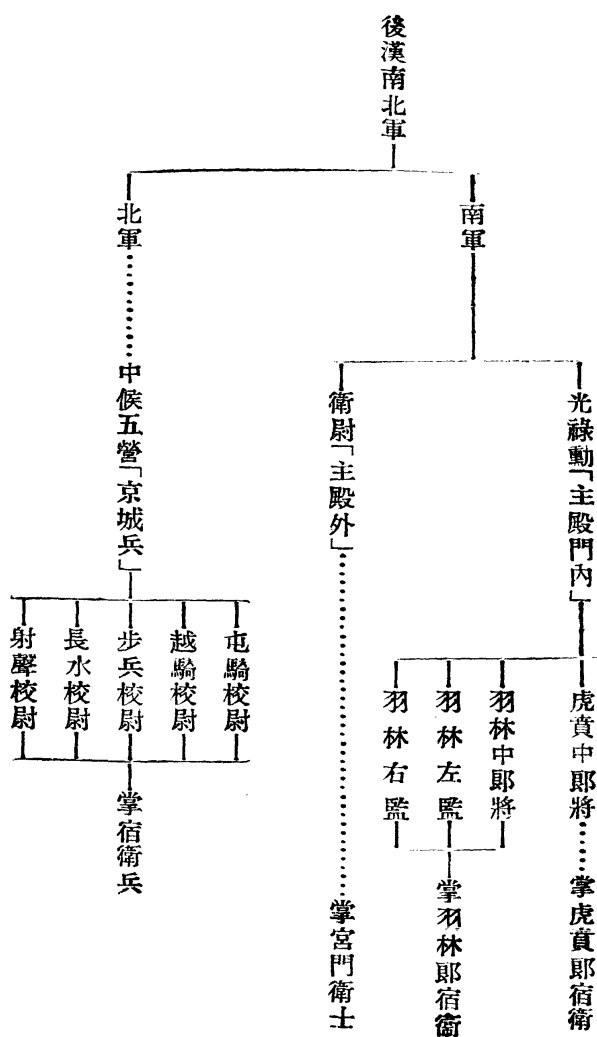 後漢南北軍
南軍
光祿勳「主殿門內」
虎賁中郎將……掌虎賁郎宿衛
羽林中郎將
羽林左監
羽林右監
掌羽林郎宿衞
衛尉「主殿外」……掌宮門衛士
北軍……中候五營「京城兵」
屯騎校尉
越騎校尉
步兵校尉
長水校尉
射聲校尉
掌宿衛兵